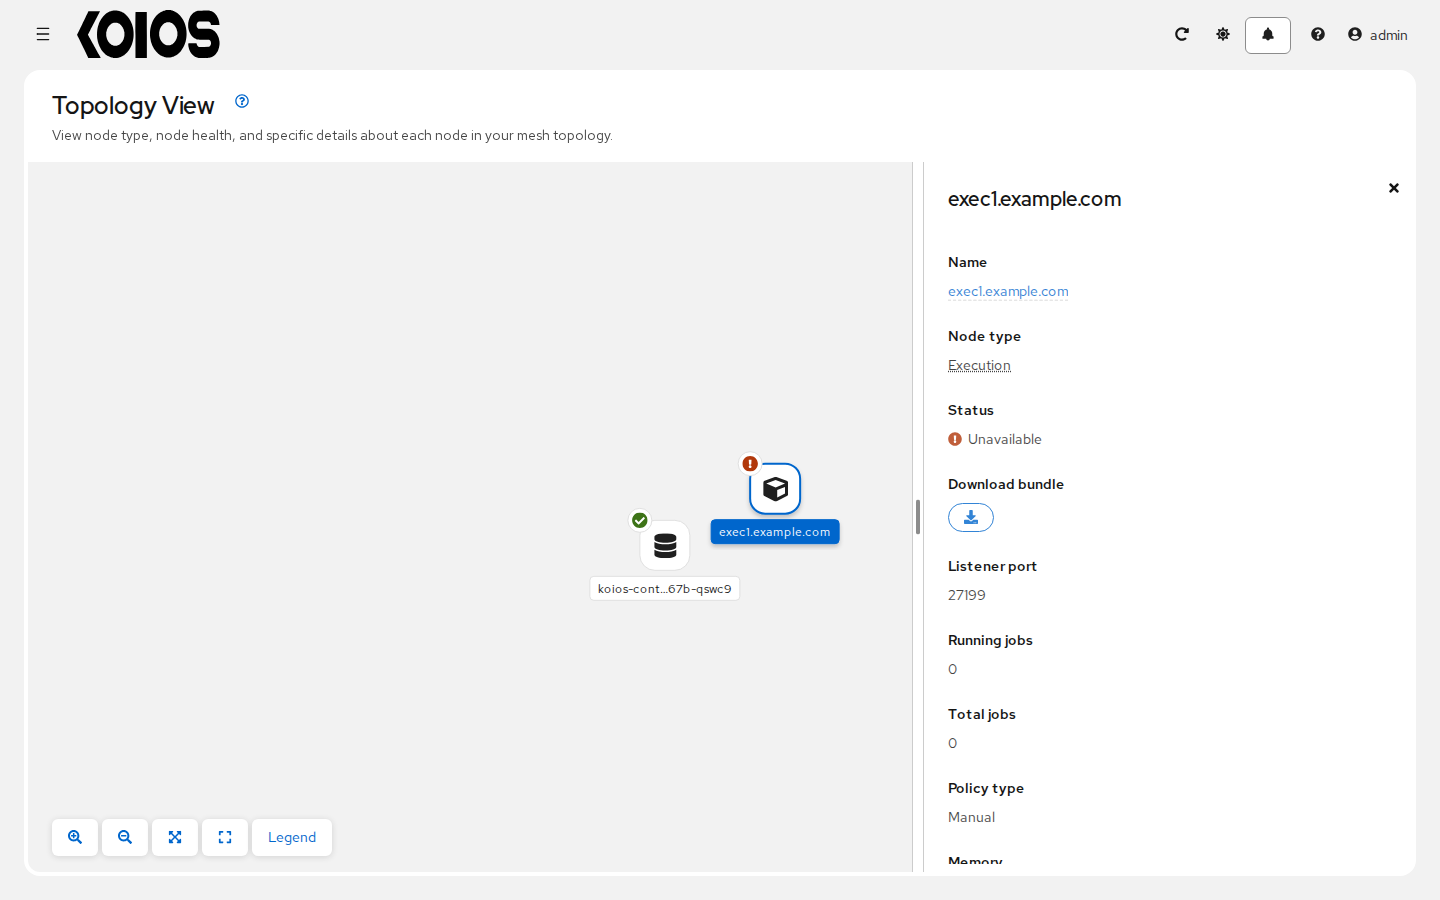 KOIOS
admin
Topology View
View node type, node health, and specific details about each node in your mesh topology.
exec1.example.com
koios-cont...67b-qswc9
Legend
exec1.example.com
Name
exec1.example.com
Node type
Execution
Status
Unavailable
Download bundle
Listener port
27199
Running jobs
0
Total jobs
0
Policy type
Manual
Memory